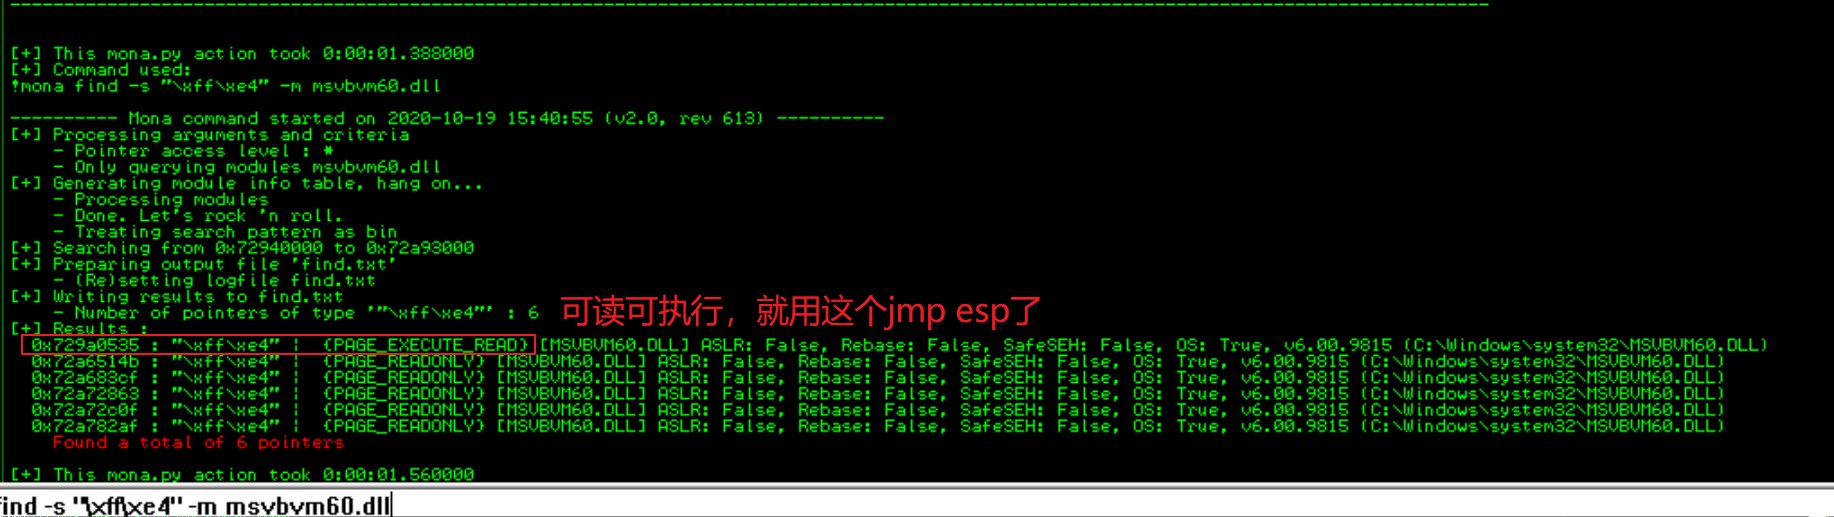 ----------------------------------------------------------------------------------------------------------------------------------------
[+] This mona.py action took 0:00:01.388000
[+] Command used:
!mona find -s "\xff\xe4" -m msvbvm60.dll
---------- Mona command started on 2020-10-19 15:40:55 (v2.0, rev 613) ----------
[+] Processing arguments and criteria
- Pointer access level : *
- Only querying modules msvbvm60.dll
[+] Generating module info table, hang on...
- Processing modules
- Done. Let's rock 'n roll.
- Treating search pattern as bin
[+] Searching from 0x72940000 to 0x72a93000
[+] Preparing output file 'find.txt'
- (Re)setting logfile find.txt
[+] Writing results to find.txt
- Number of pointers of type '"\xff\xe4"' : 6
可读可执行，就用这个jmp esp了
[+] Results :
0x729a0535 : "\xff\xe4" | {PAGE_EXECUTE_READ} [MSVBVM60.DLL] ASLR: False, Rebase: False, SafeSEH: False, OS: True, v6.00.9815 (C:\Windows\system32\MSVBVM60.DLL)
0x72a6514b : "\xff\xe4" | {PAGE_READONLY} [MSVBVM60.DLL] ASLR: False, Rebase: False, SafeSEH: False, OS: True, v6.00.9815 (C:\Windows\system32\MSVBVM60.DLL)
0x72a683cf : "\xff\xe4" | {PAGE_READONLY} [MSVBVM60.DLL] ASLR: False, Rebase: False, SafeSEH: False, OS: True, v6.00.9815 (C:\Windows\system32\MSVBVM60.DLL)
0x72a72863 : "\xff\xe4" | {PAGE_READONLY} [MSVBVM60.DLL] ASLR: False, Rebase: False, SafeSEH: False, OS: True, v6.00.9815 (C:\Windows\system32\MSVBVM60.DLL)
0x72a72c0f : "\xff\xe4" | {PAGE_READONLY} [MSVBVM60.DLL] ASLR: False, Rebase: False, SafeSEH: False, OS: True, v6.00.9815 (C:\Windows\system32\MSVBVM60.DLL)
0x72a782af : "\xff\xe4" | {PAGE_READONLY} [MSVBVM60.DLL] ASLR: False, Rebase: False, SafeSEH: False, OS: True, v6.00.9815 (C:\Windows\system32\MSVBVM60.DLL)
Found a total of 6 pointers
[+] This mona.py action took 0:00:01.560000
find -s "\xff\xe4" -m msvbvm60.dll